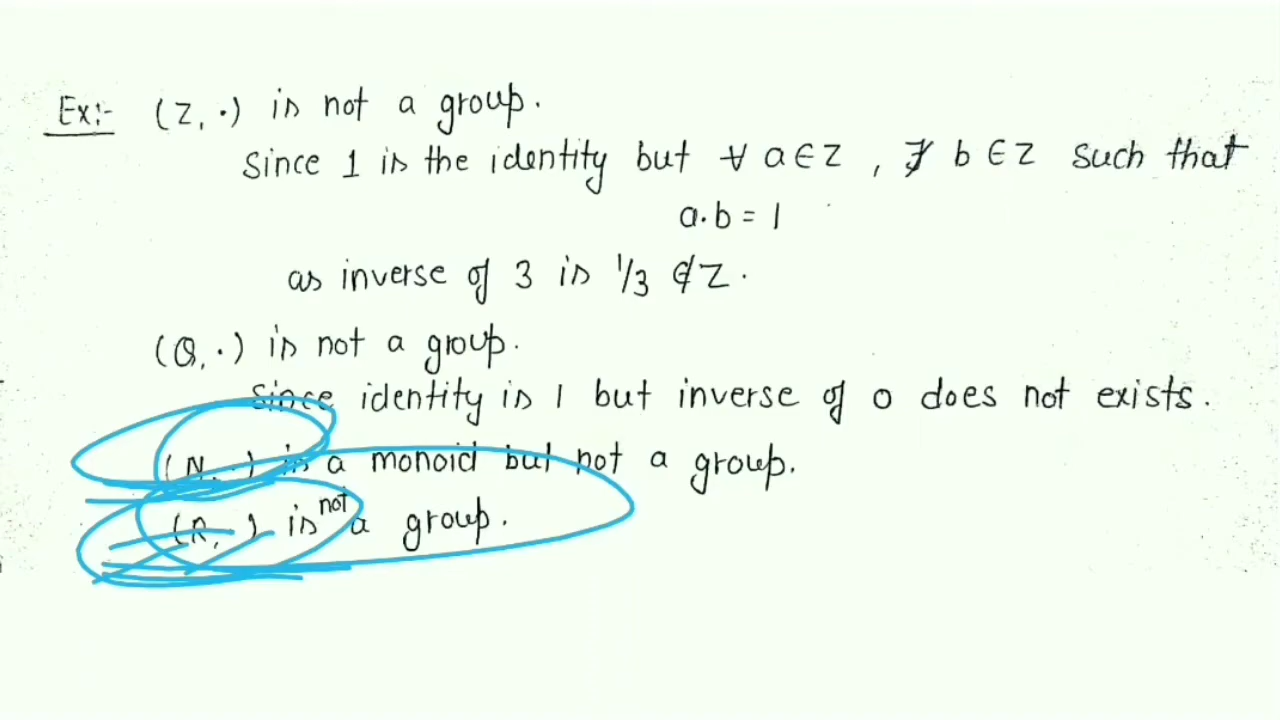 Ex:- (Z, ·) is not a group.
Since 1 is the identity but ∀ a∈Z , ∄ b∈Z such that
a·b = 1
as inverse of 3 is 1/3 ∉ Z.
(Q, ·) is not a group.
Since identity is 1 but inverse of 0 does not exists.
(N, ·) is a monoid but not a group.
(R, ) is not a group.